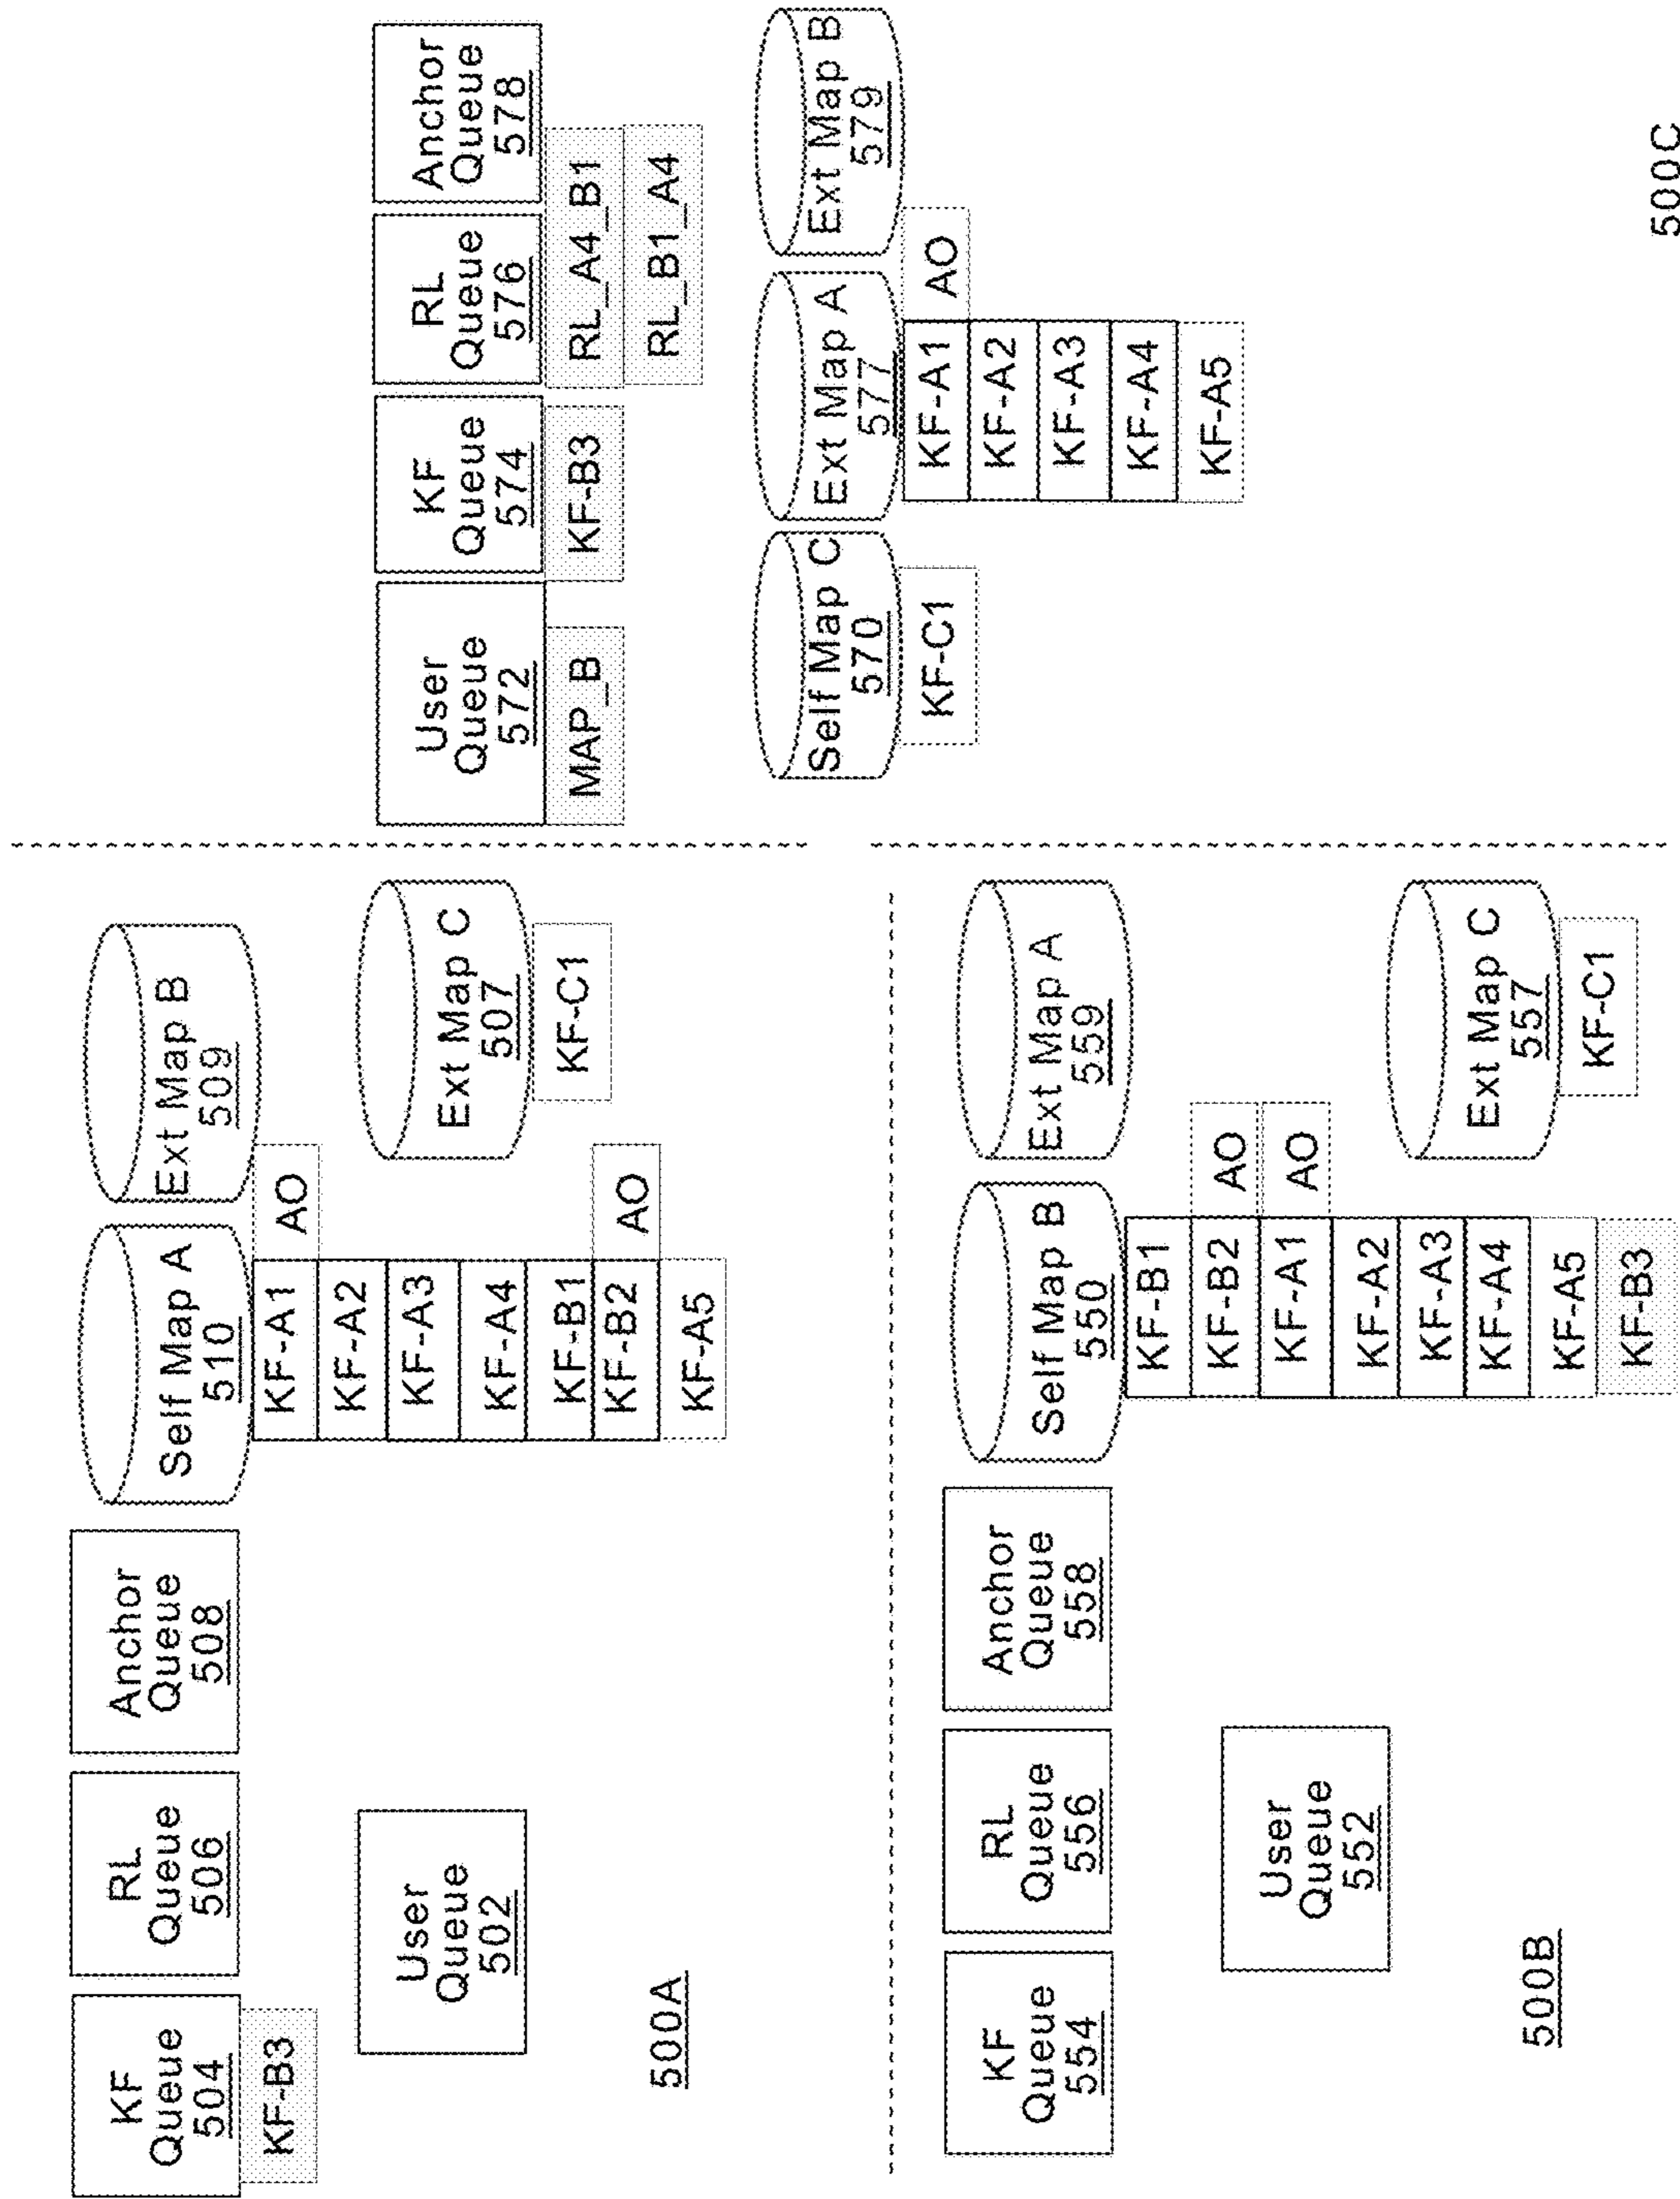 KF
Queue
504
KF-B3
RL
Queue
506
Anchor
Queue
508
User
Queue
502
Self Map A
510
KF-A1
AO
KF-A2
KF-A3
KF-A4
KF-B1
KF-B2
AO
KF-A5
Ext Map B
509
Ext Map C
507
KF-C1
500A
KF
Queue
554
RL
Queue
556
Anchor
Queue
558
User
Queue
552
Self Map B
550
KF-B1
KF-B2
AO
KF-A1
AO
KF-A2
KF-A3
KF-A4
KF-A5
KF-B3
Ext Map A
559
Ext Map C
557
KF-C1
500B
User
Queue
572
MAP_B
KF
Queue
574
KF-B3
RL
Queue
576
RL_A4_B1
RL_B1_A4
Anchor
Queue
578
Self Map C
570
KF-C1
Ext Map A
577
KF-A1
AO
KF-A2
KF-A3
KF-A4
KF-A5
Ext Map B
579
500C